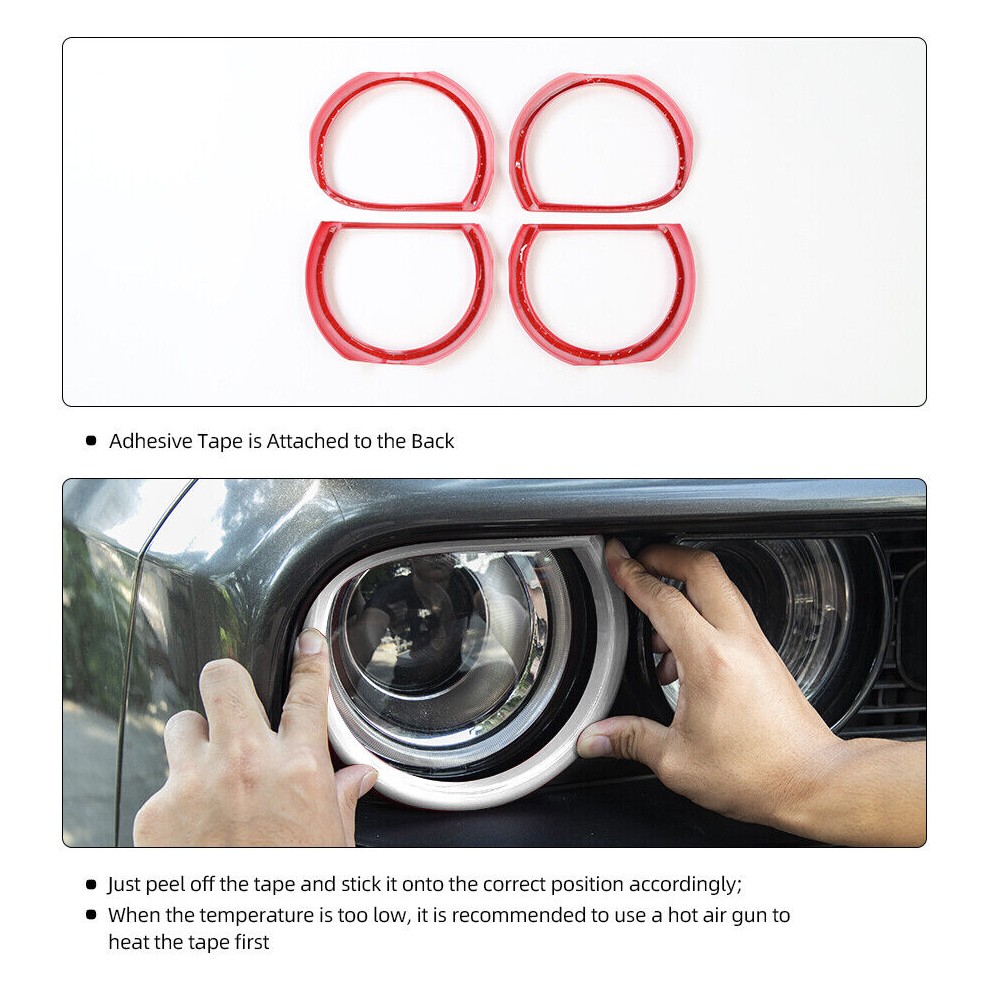 Adhesive Tape is Attached to the Back
Just peel off the tape and stick it onto the correct position accordingly;
When the temperature is too low, it is recommended to use a hot air gun to
heat the tape first